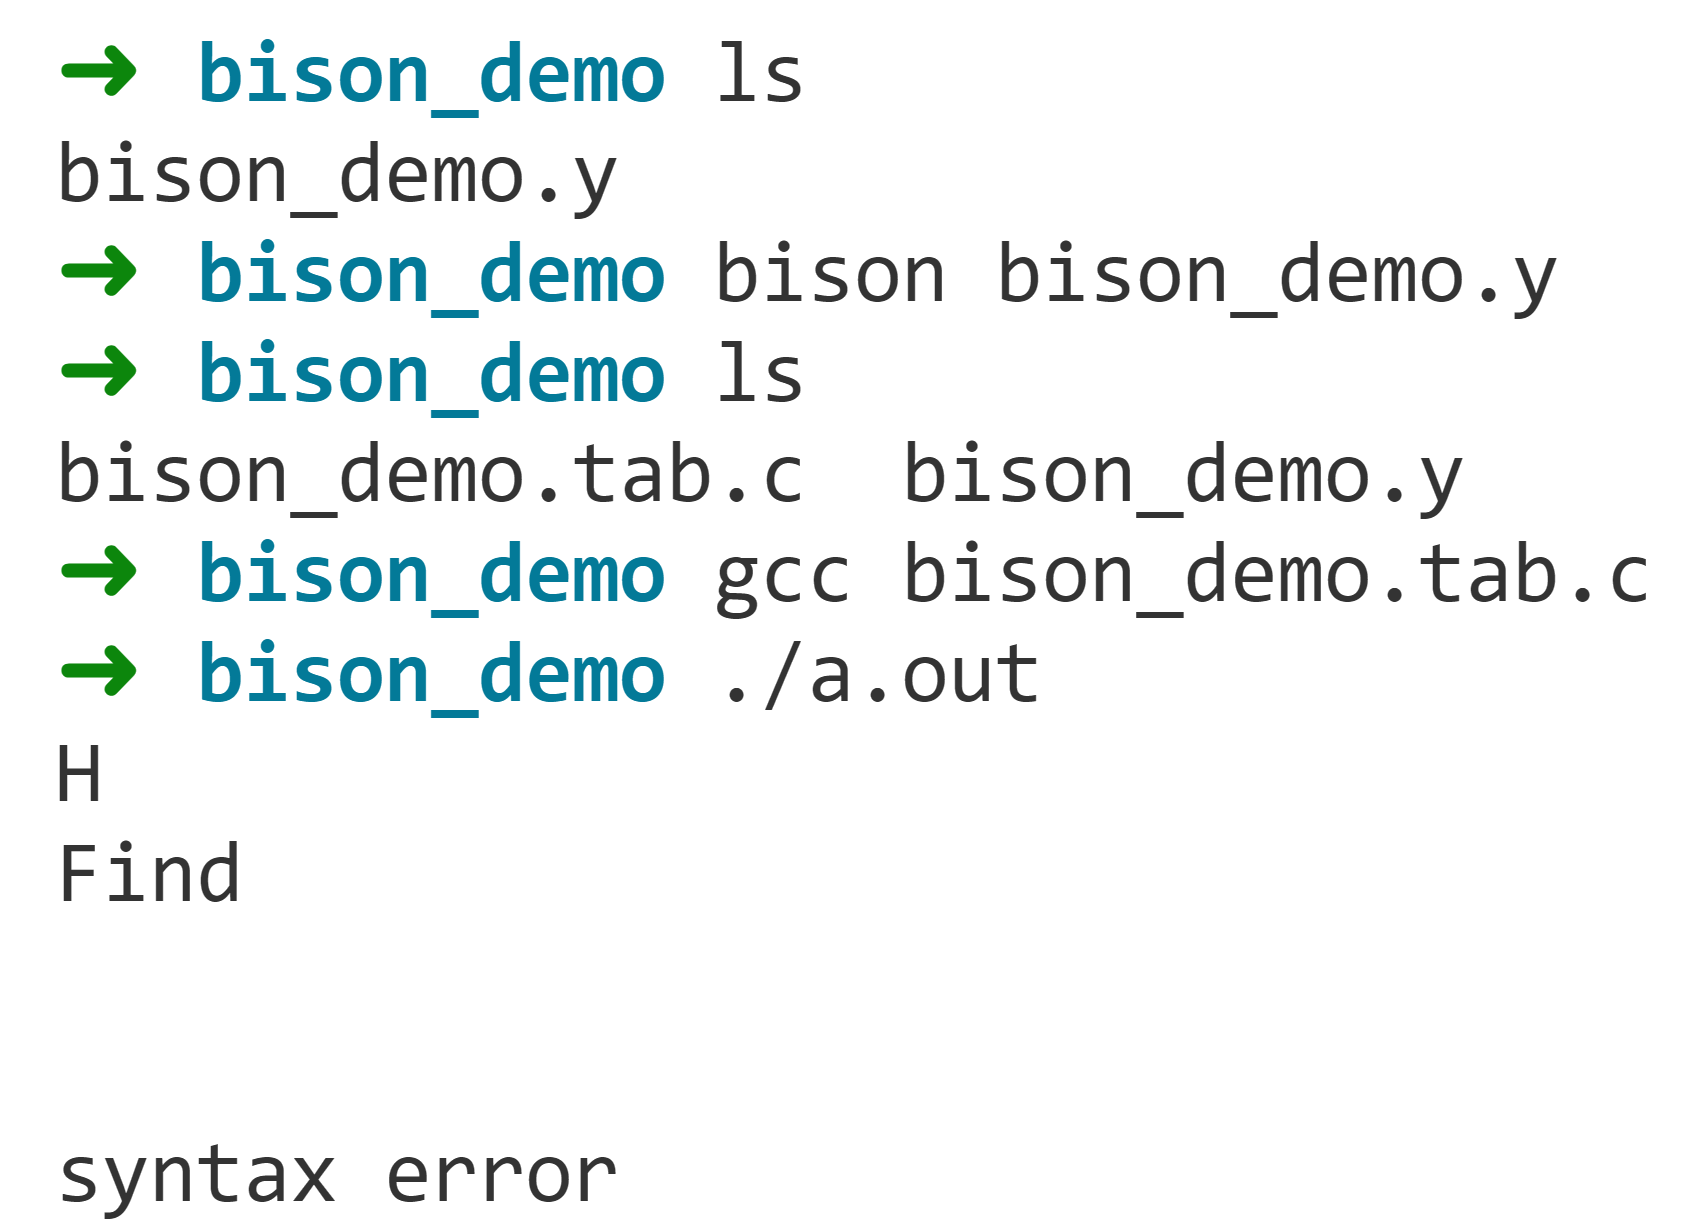 ➜ bison_demo ls
bison_demo.y
➜ bison_demo bison bison_demo.y
➜ bison_demo ls
bison_demo.tab.c  bison_demo.y
➜ bison_demo gcc bison_demo.tab.c
➜ bison_demo ./a.out
H
Find
syntax error